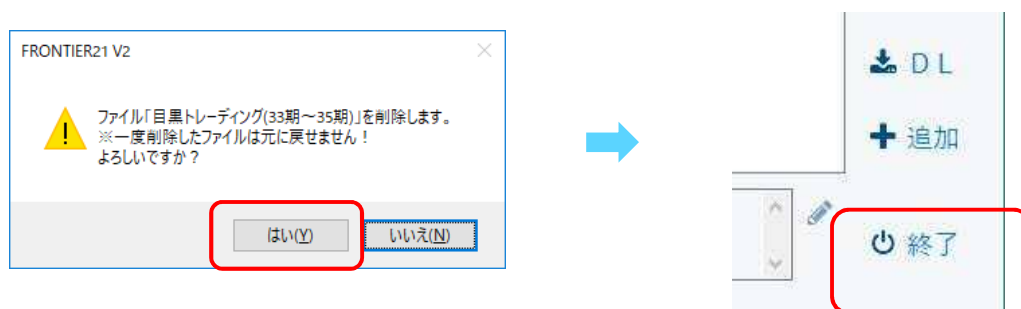 FRONTIER21 V2
ファイル「目黒トレーディング(33期～35期)」を削除します。
※一度削除したファイルは元に戻せません！
よろしいですか？
はい(Y)
いいえ(N)
ＤＬ
追加
終了